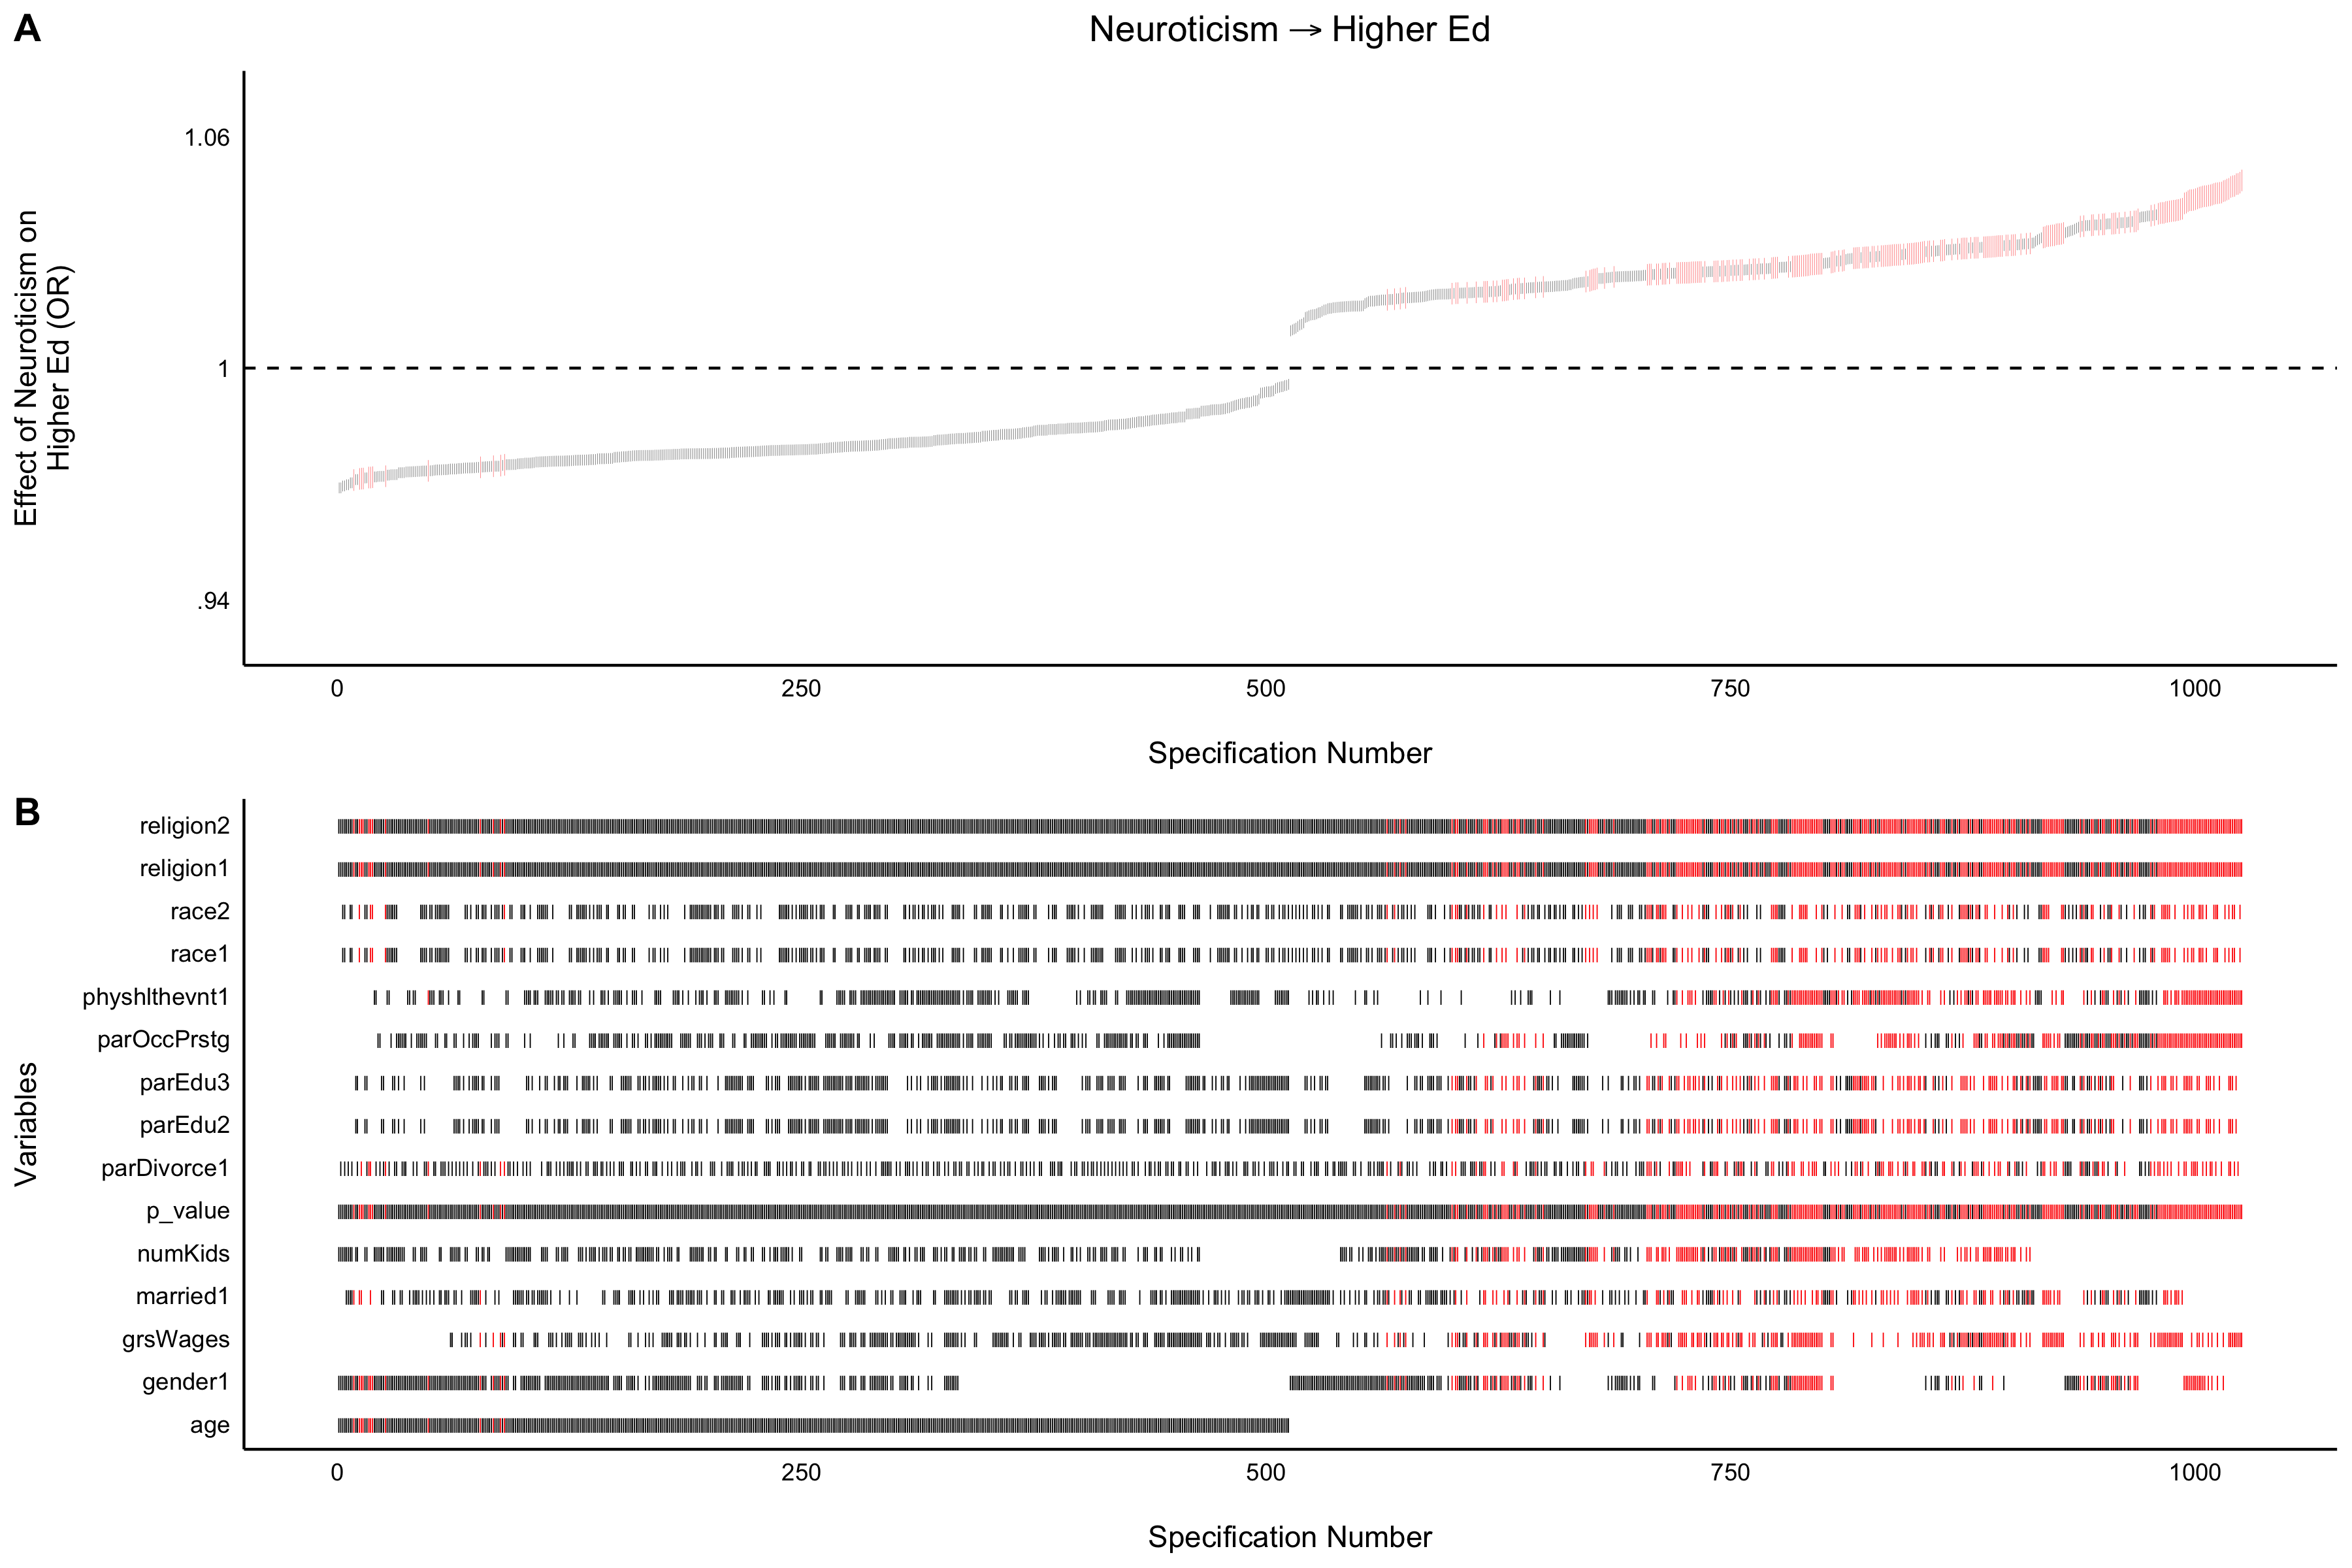 A
Neuroticism → Higher Ed
Effect of Neuroticism on
Higher Ed (OR)
1.06
1
.94
0 250 500 750 1000
Specification Number
B
Variables
religion2
religion1
race2
race1
physhlthevnt1
parOccPrstg
parEdu3
parEdu2
parDivorce1
p_value
numKids
married1
grsWages
gender1
age
0 250 500 750 1000
Specification Number